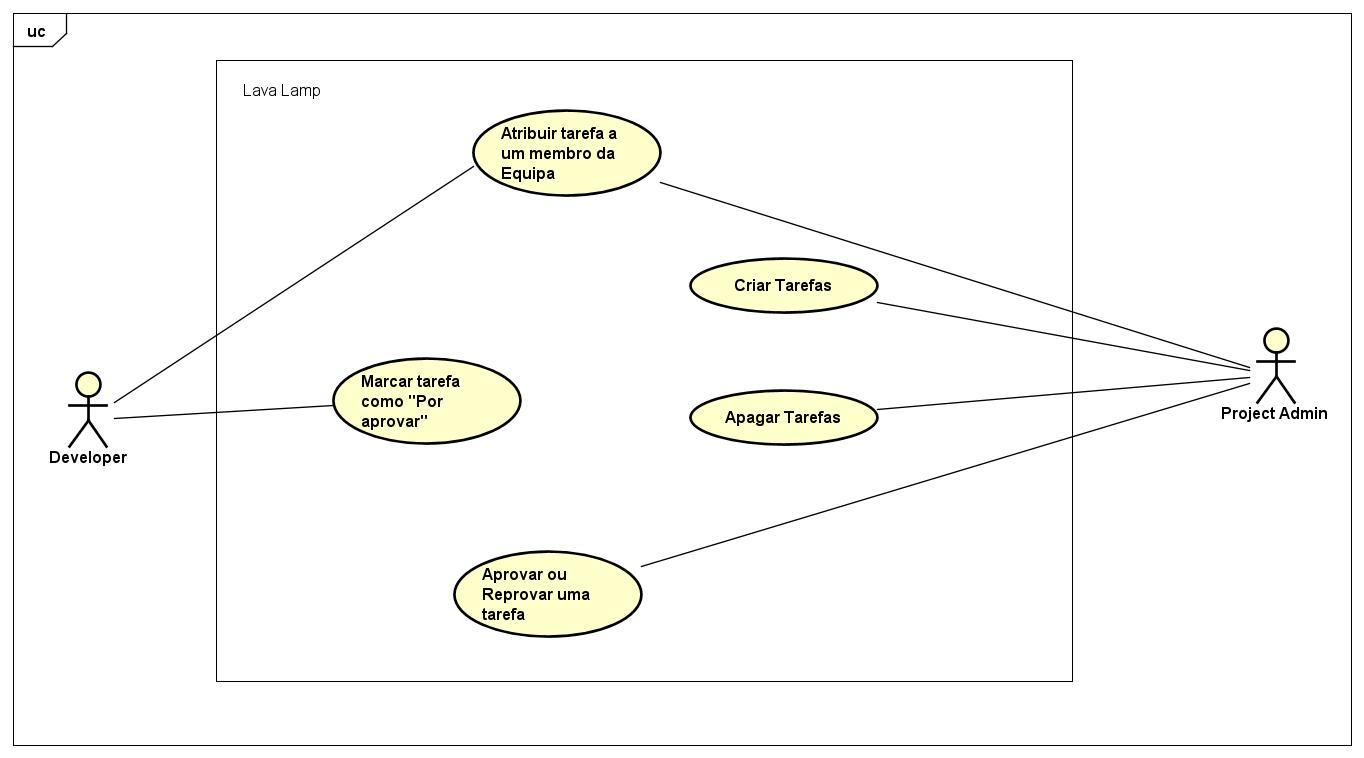 uc
Lava Lamp
Atribuir tarefa a
um membro da
Equipa
Criar Tarefas
Marcar tarefa
como "Por
aprovar"
Apagar Tarefas
Developer
Project Admin
Aprovar ou
Reprovar uma
tarefa